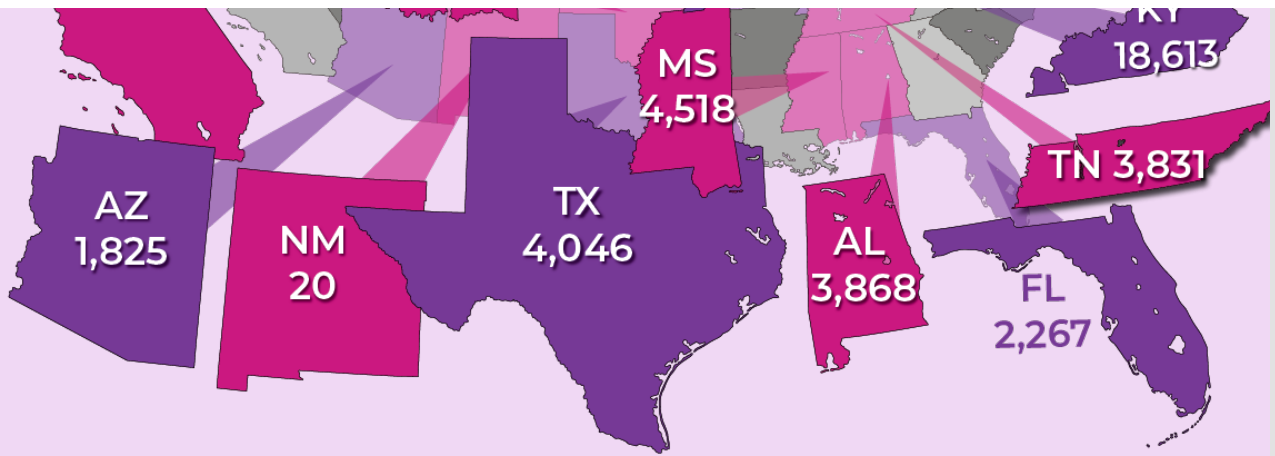 KY
18,613
MS
4,518
TN 3,831
AZ
1,825
TX
4,046
NM
20
AL
3,868
FL
2,267